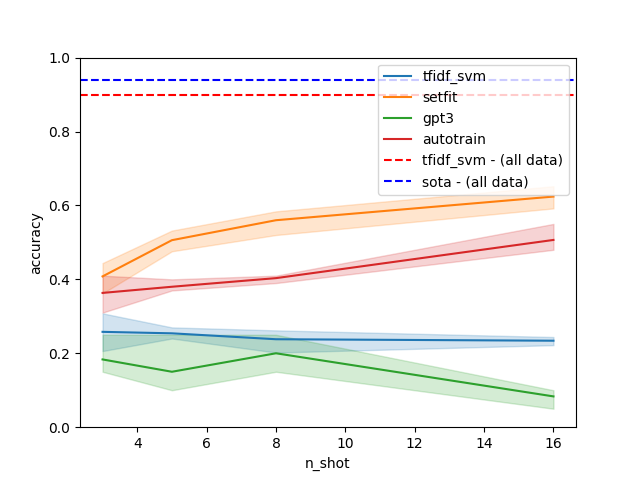 1.0
0.8
0.6
0.4
0.2
0.0
accuracy
tfidf_svm
setfit
gpt3
autotrain
tfidf_svm - (all data)
sota - (all data)
4 6 8 10 12 14 16
n_shot